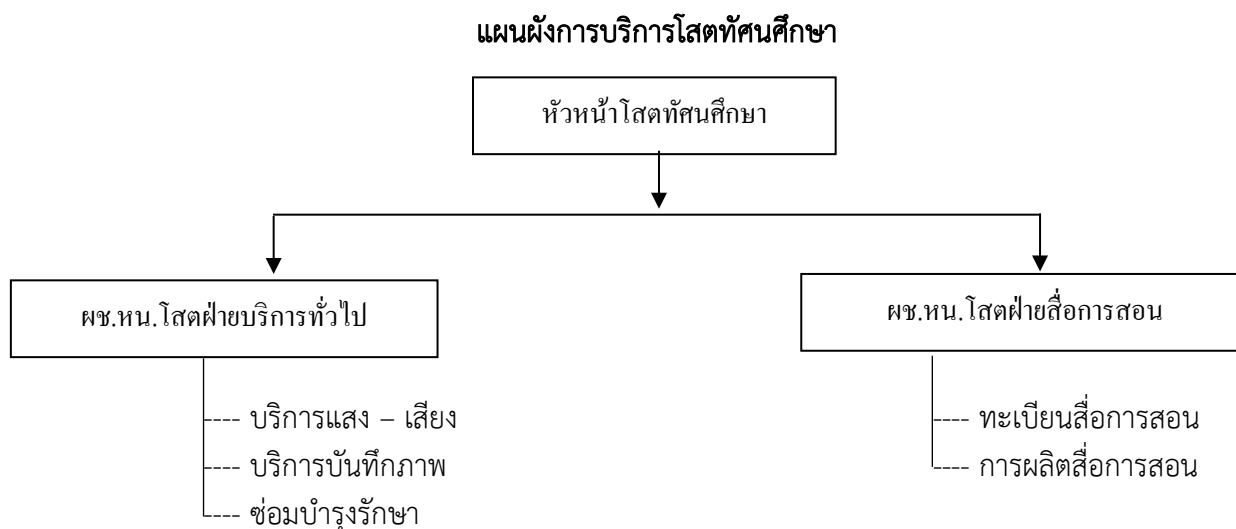 แผนผังการบริการโสตทัศนศึกษา
หัวหน้าโสตทัศนศึกษา
ผช.หน.โสตฝ่ายบริการทั่วไป
ผช.หน.โสตฝ่ายสื่อการสอน
---- บริการแสง – เสียง
---- บริการบันทึกภาพ
---- ซ่อมบำรุงรักษา
---- ทะเบียนสื่อการสอน
---- การผลิตสื่อการสอน